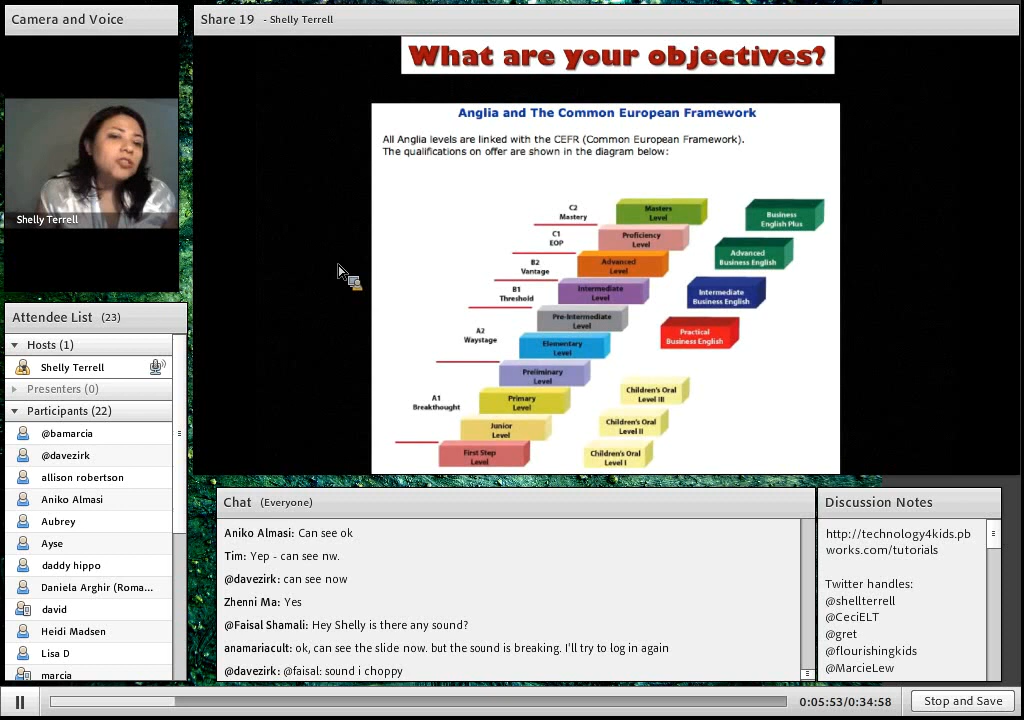 Camera and Voice
Shelly Terrell
Share 19 - Shelly Terrell
What are your objectives?
Anglia and The Common European Framework
All Anglia levels are linked with the CEFR (Common European Framework).
The qualifications on offer are shown in the diagram below:
C2
Mastery
Masters
Level
Business
English Plus
C1
EOP
Proficiency
Level
Advanced
Business English
B2
Vantage
Advanced
Level
B1
Threshold
Intermediate
Level
Intermediate
Business English
Pre-Intermediate
Level
Practical
Business English
A2
Waystage
Elementary
Level
Preliminary
Level
A1
Breakthought
Primary
Level
Children's Oral
Level III
Junior
Level
Children's Oral
Level II
First Step
Level
Children's Oral
Level I
Attendee List (23)
Hosts (1)
Shelly Terrell
Presenters (0)
Participants (22)
@bamarcia
@davezirk
allison robertson
Aniko Almasi
Aubrey
Ayse
daddy hippo
Daniela Arghir (Roma...
david
Heidi Madsen
Lisa D
marcia
Chat (Everyone)
Aniko Almasi: Can see ok
Tim: Yep - can see nw.
@davezirk: can see now
Zhenni Ma: Yes
@Faisal Shamali: Hey Shelly is there any sound?
anamariacult: ok, can see the slide now. but the sound is breaking. I'll try to log in again
@davezirk: @faisal: sound i choppy
Discussion Notes
http://technology4kids.pb
works.com/tutorials
Twitter handles:
@shellterrell
@CeciELT
@gret
@flourishingkids
@MarcieLew
0:05:53/0:34:58
Stop and Save